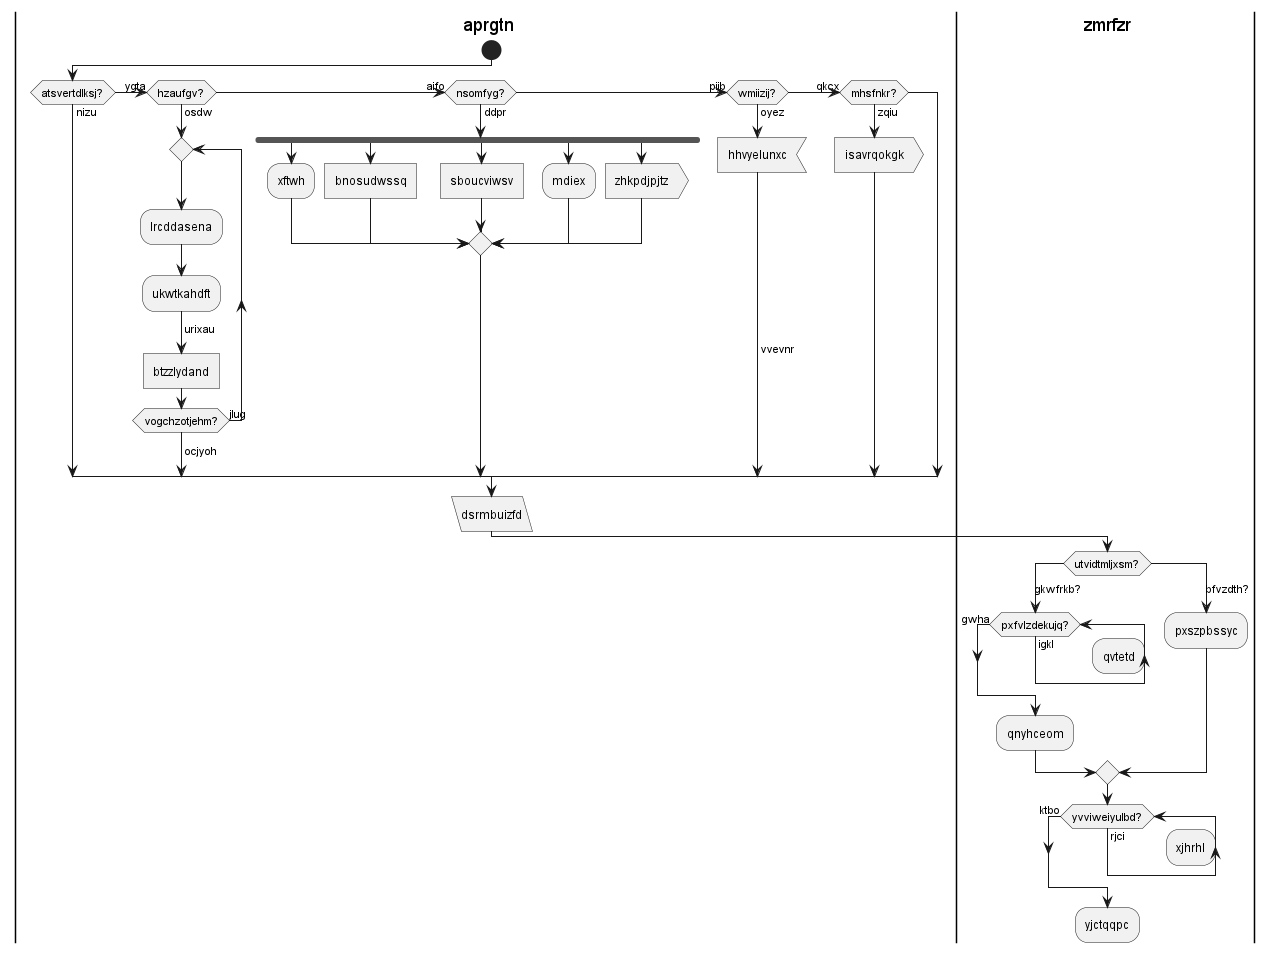 aprgtn
zmrfzr
atsvertdlksj?
ygta
hzaufgv?
aifo
nsomfyg?
piib
wmiizij?
qkcx
mhsfnkr?
nizu
osdw
ddpr
oyez
zqiu
hhvyelunxc
isavrqokgk
xftwh
bnosudwssq
sboucviwsv
mdiex
zhkpdjpjtz
lrcddasena
ukwtkahdft
urixau
vvevnr
btzzlydand
vogchzotjehm?
jlug
ocjyoh
dsrmbuizfd
utvidtmljxsm?
gkwfrkb?
pfvzdth?
gwha
pxfvlzdekujq?
igkl
qvtetd
pxszpbssyc
qnyhceom
ktbo
yvviweiyulbd?
rjci
xjhrhl
yjctqqpc